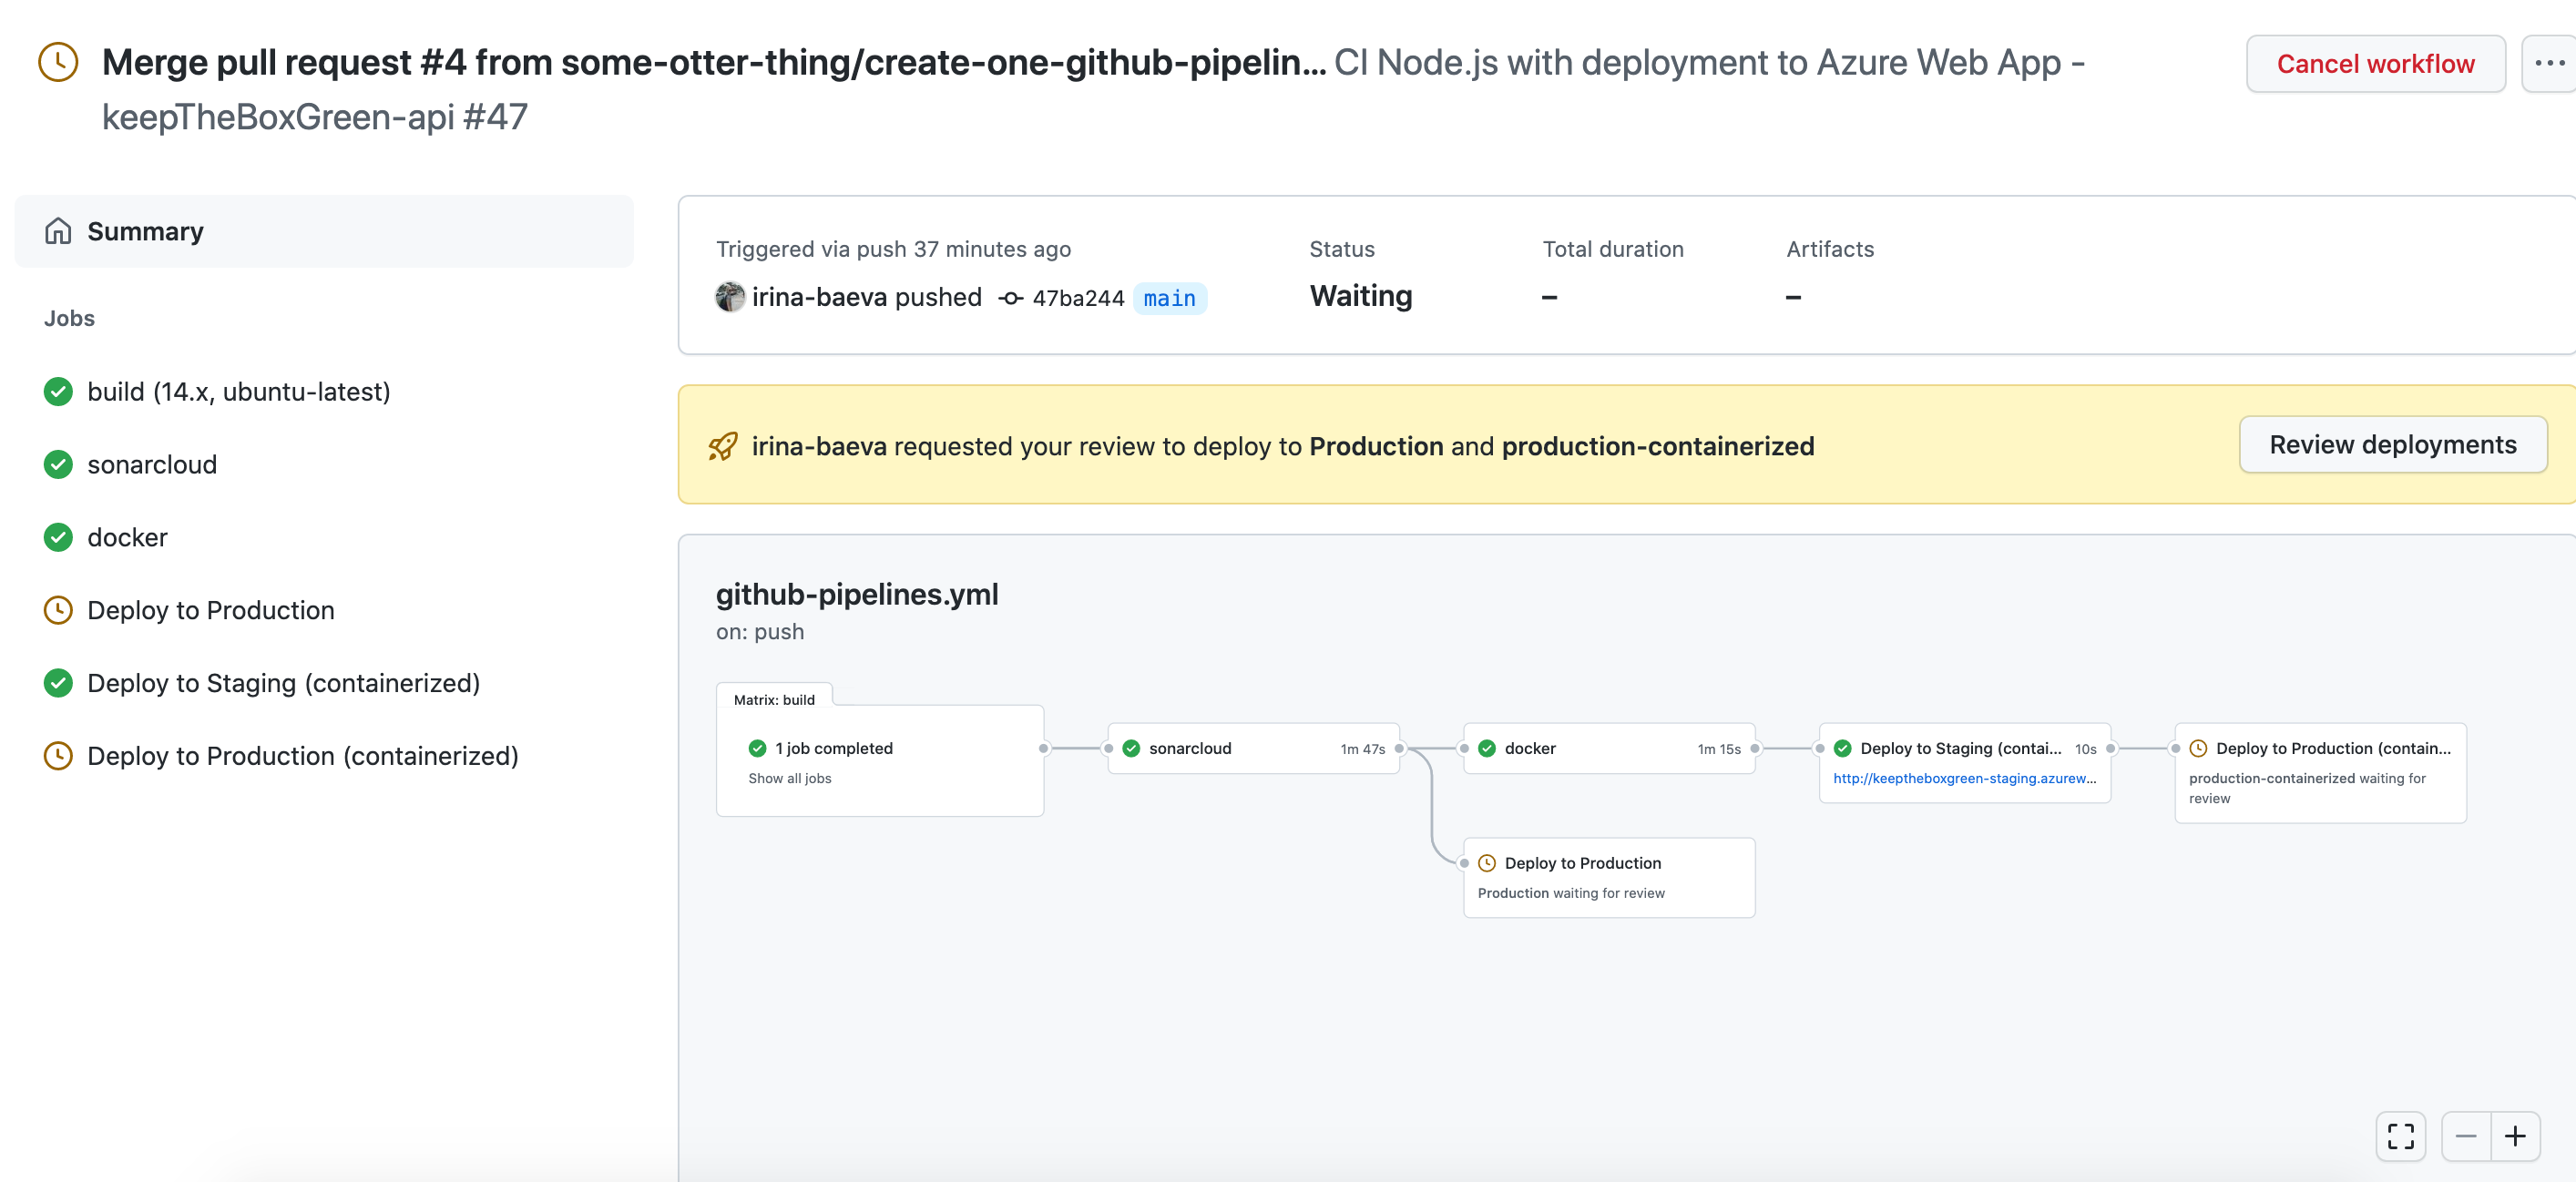 Merge pull request #4 from some-otter-thing/create-one-github-pipelin... CI Node.js with deployment to Azure Web App -
keepTheBoxGreen-api #47
Cancel workflow
Summary
Jobs
build (14.x, ubuntu-latest)
sonarcloud
docker
Deploy to Production
Deploy to Staging (containerized)
Deploy to Production (containerized)
Triggered via push 37 minutes ago
irina-baeva pushed 47ba244 main
Status
Waiting
Total duration
–
Artifacts
–
irina-baeva requested your review to deploy to Production and production-containerized
Review deployments
github-pipelines.yml
on: push
Matrix: build
1 job completed
Show all jobs
sonarcloud 1m 47s
docker 1m 15s
Deploy to Staging (contai... 10s
http://keeptheboxgreen-staging.azurew...
Deploy to Production (contain...
production-containerized waiting for
review
Deploy to Production
Production waiting for review